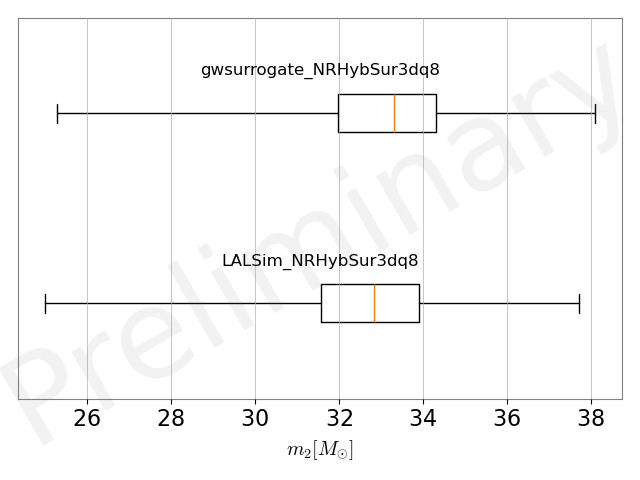 gwsurrogate_NRHybSur3dq8
LALSim_NRHybSur3dq8
Preliminary
26 28 30 32 34 36 38
m₂[M⊙]